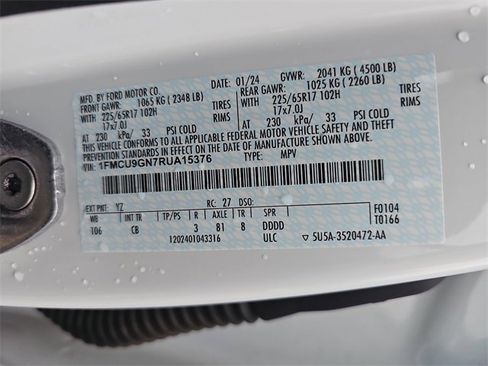 MFD. BY FORD MOTOR CO.
01/24 GVWR: 2041 KG ( 4500 LB)
FRONT GAWR: 1065 KG ( 2348 LB)
REAR GAWR: 1025 KG ( 2260 LB)
WITH 225/65R17 102H TIRES
17x7.0J RIMS
AT 230 kPa/ 33 PSI COLD
WITH 225/65R17 102H TIRES
17x7.0J RIMS
AT 230 kPa/ 33 PSI COLD
THIS VEHICLE CONFORMS TO ALL APPLICABLE FEDERAL MOTOR VEHICLE SAFETY, BUMPER, AND
THEFT PREVENTION STANDARDS IN EFFECT ON THE DATE OF MANUFACTURE SHOWN ABOVE.
VIN: 1FMCU9GN7RUA15376
TYPE: MPV
EXT PNT: YZ RC: 27 DSO:
WB INT TR TP/PS R AX TR SPR
106 CB 3 81 8 DDDD
F0104
T0166
1202401043316 ULC
▽ 5U5A-3520472-AA